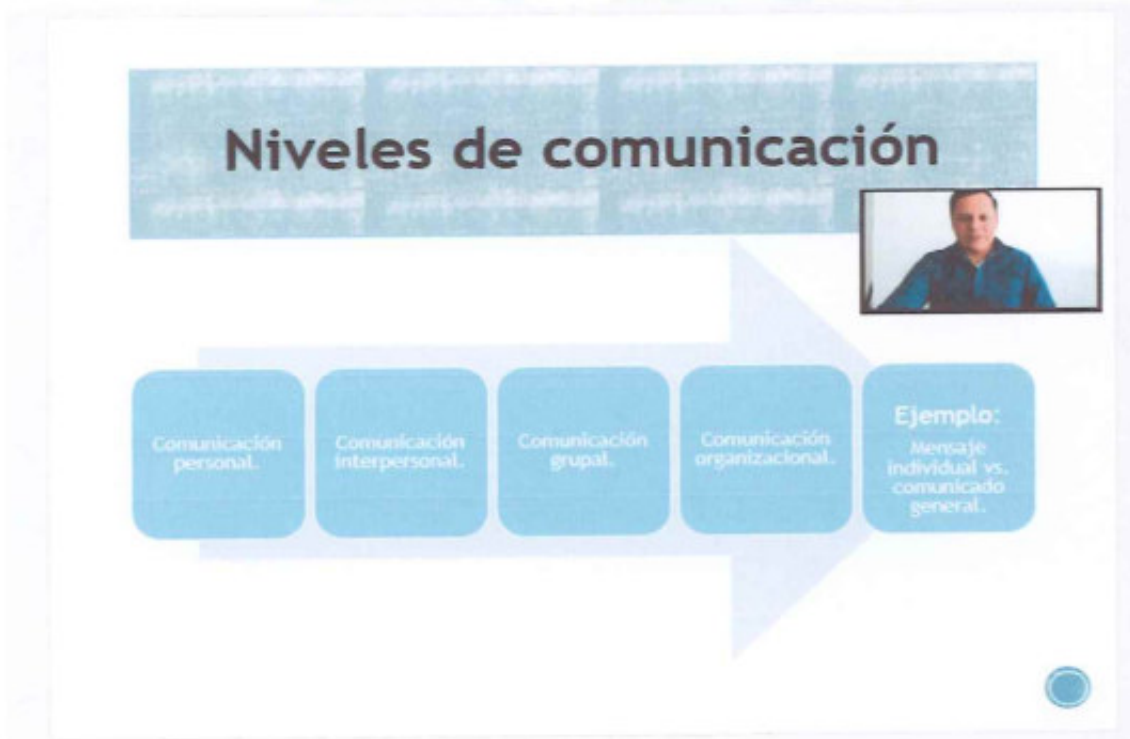 Niveles de comunicación
Comunicación
personal.
Comunicación
interpersonal.
Comunicación
grupal.
Comunicación
organizacional.
Ejemplo:
Mensaje
individual vs.
comunicado
general.